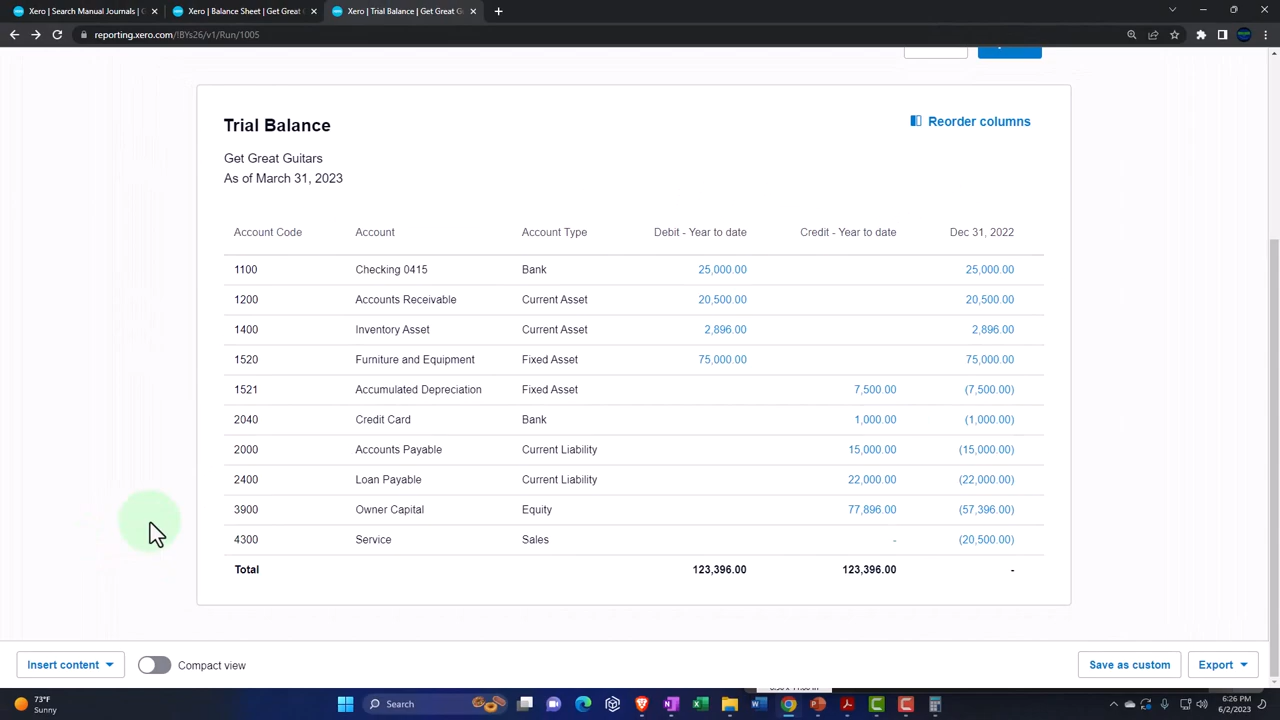 Xero | Search Manual Journals |
Xero | Balance Sheet | Get Great
Xero | Trial Balance | Get Great G
reporting.xero.com/!BYs26/v1/Run/1005
Trial Balance
Reorder columns
Get Great Guitars
As of March 31, 2023
Account Code Account Account Type Debit - Year to date Credit - Year to date Dec 31, 2022
1100 Checking 0415 Bank 25,000.00 25,000.00
1200 Accounts Receivable Current Asset 20,500.00 20,500.00
1400 Inventory Asset Current Asset 2,896.00 2,896.00
1520 Furniture and Equipment Fixed Asset 75,000.00 75,000.00
1521 Accumulated Depreciation Fixed Asset 7,500.00 (7,500.00)
2040 Credit Card Bank 1,000.00 (1,000.00)
2000 Accounts Payable Current Liability 15,000.00 (15,000.00)
2400 Loan Payable Current Liability 22,000.00 (22,000.00)
3900 Owner Capital Equity 77,896.00 (57,396.00)
4300 Service Sales - (20,500.00)
Total 123,396.00 123,396.00 -
Insert content Compact view Save as custom Export
73°F
Sunny
Search
6:26 PM
6/2/2023